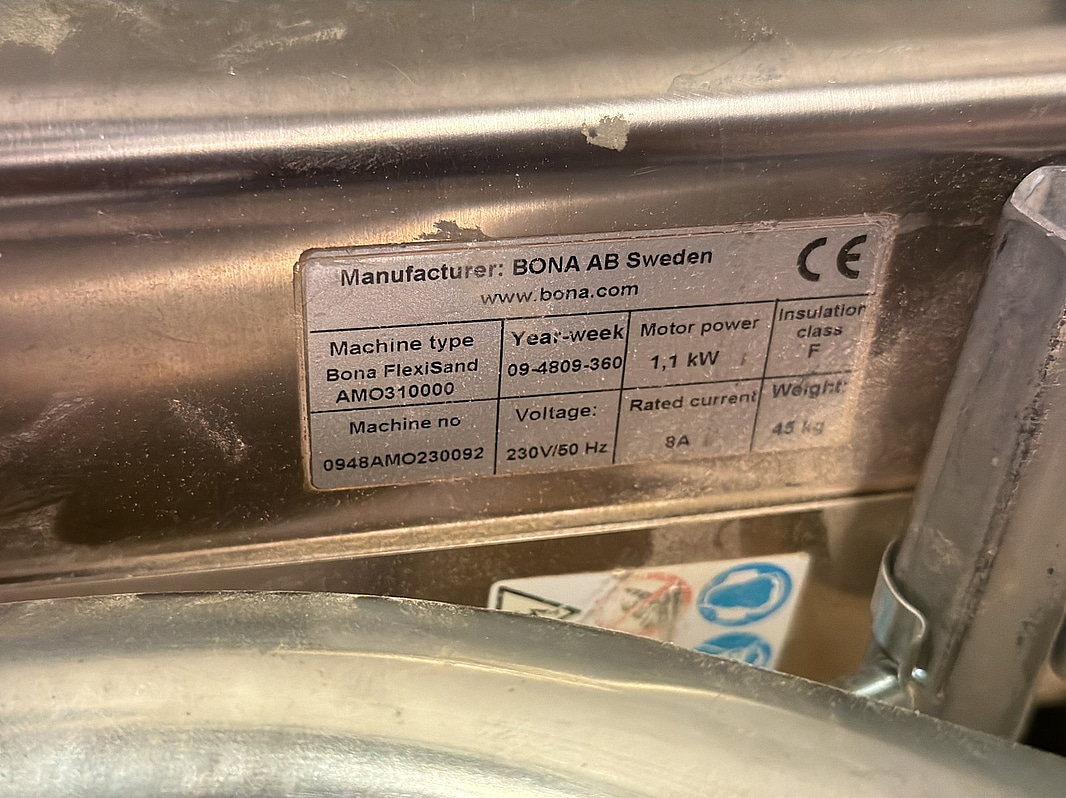 Manufacturer: BONA AB Sweden
www.bona.com
CE
Machine type
Bona FlexiSand
AMO310000
Year-week
09-4809-360
Motor power
1,1 kW
Insulation
class
F
Machine no
0948AMO230092
Voltage:
230V/50 Hz
Rated current
8A
Weight:
45 kg